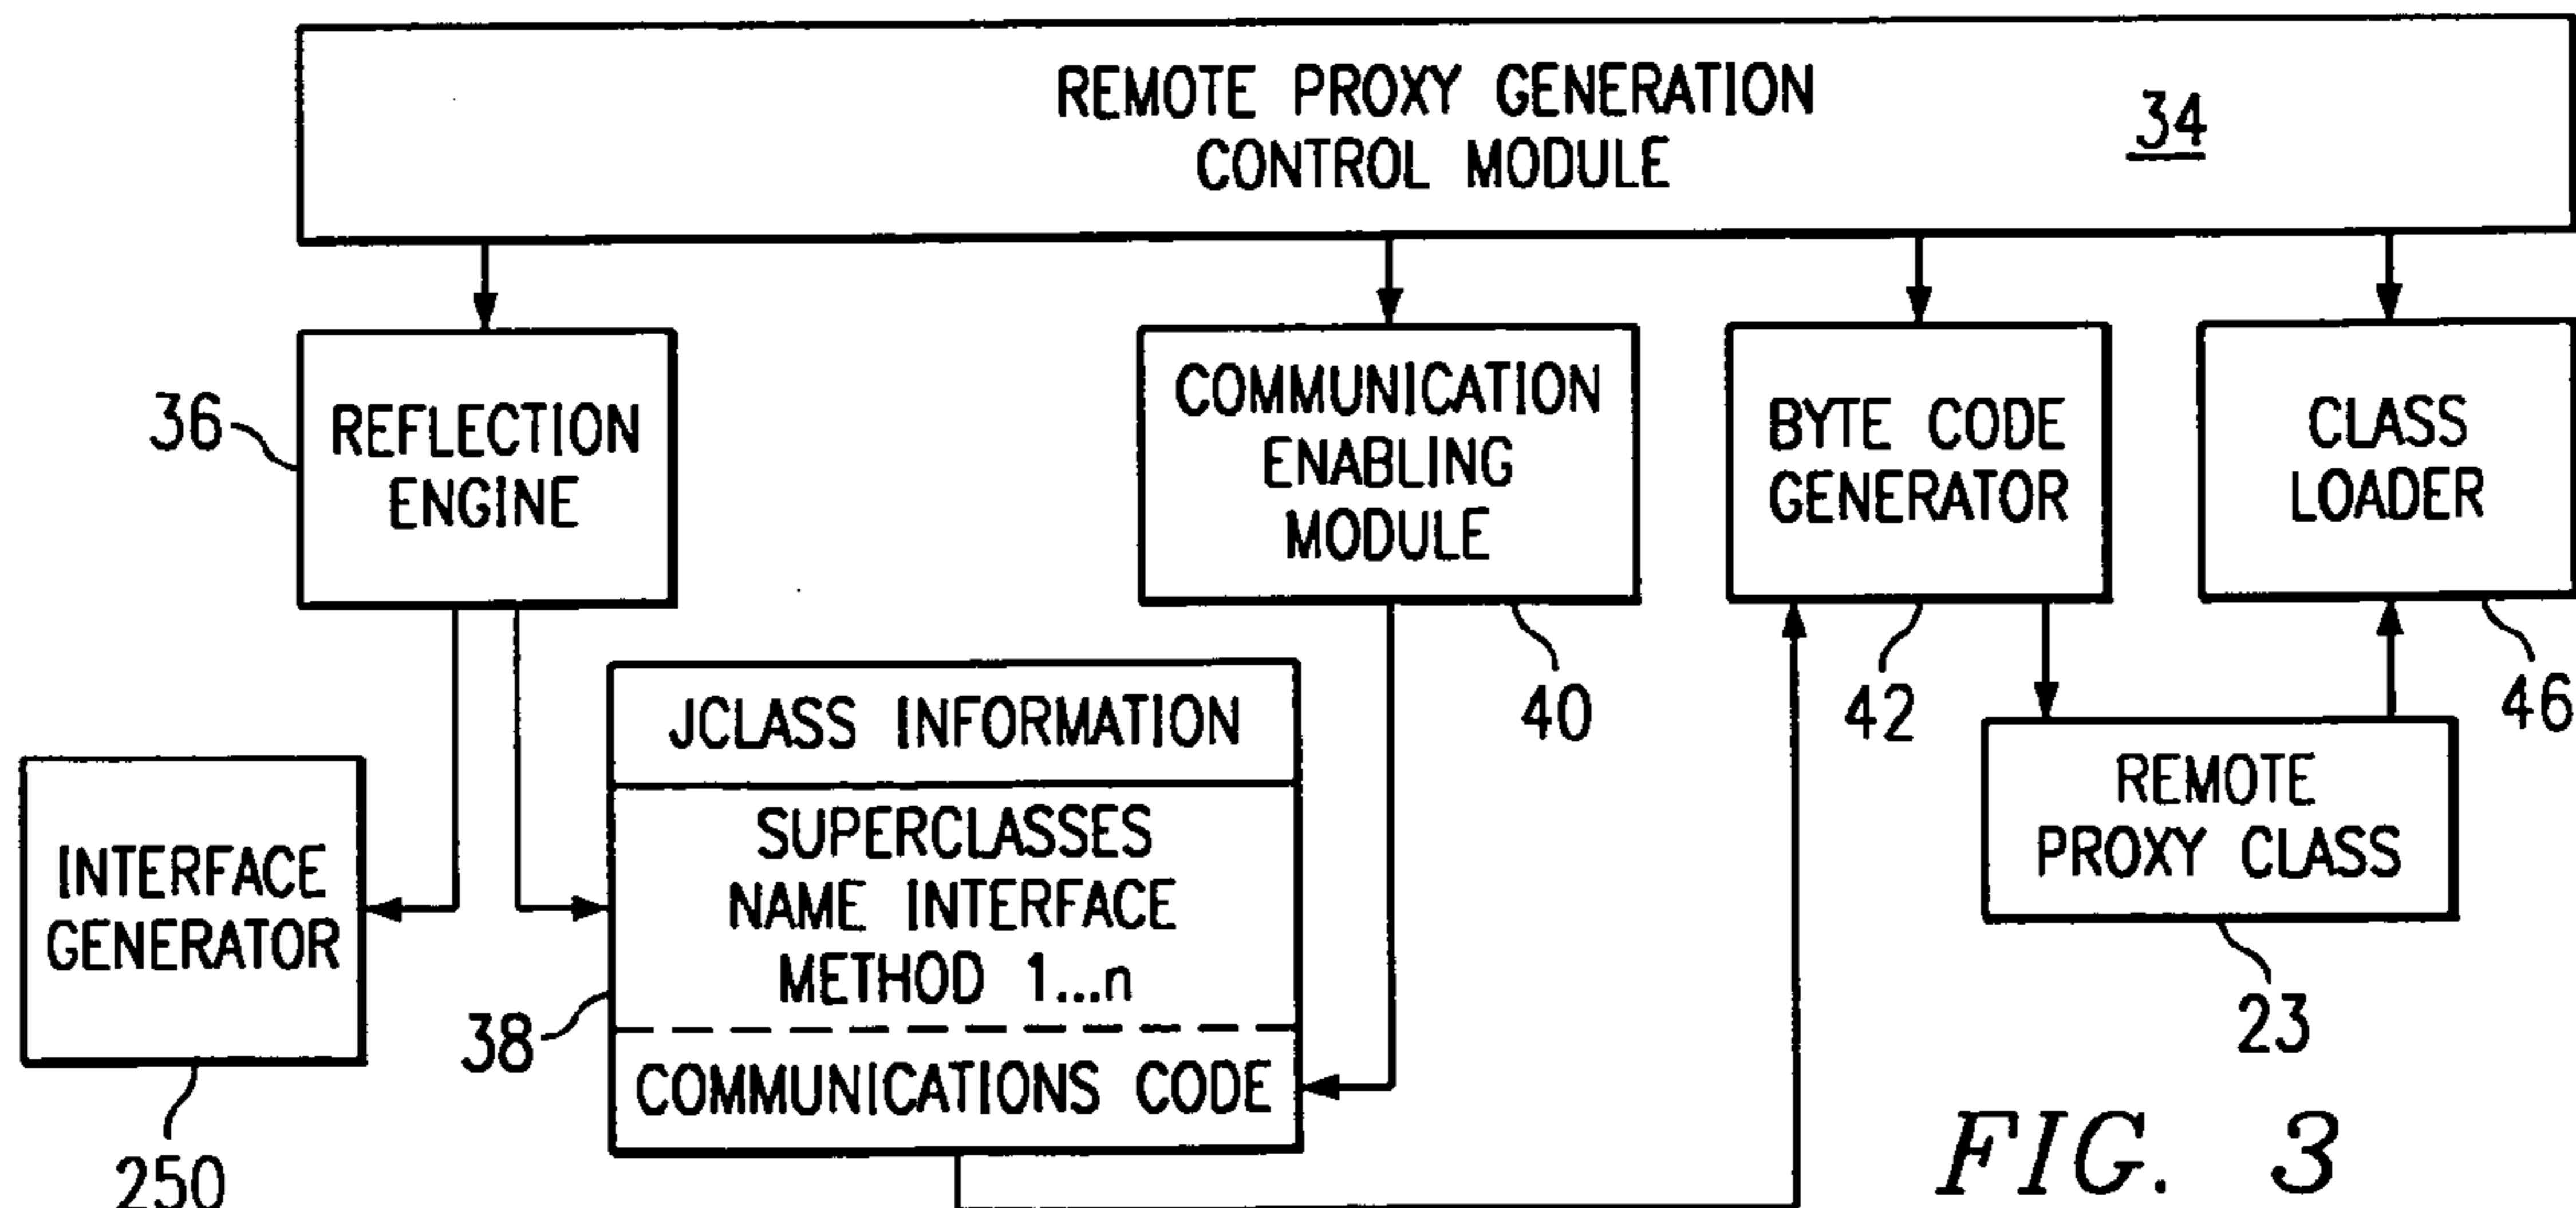 REMOTE PROXY GENERATION
CONTROL MODULE
34
36
REFLECTION
ENGINE
COMMUNICATION
ENABLING
MODULE
40
BYTE CODE
GENERATOR
42
CLASS
LOADER
46
INTERFACE
GENERATOR
250
JCLASS INFORMATION
SUPERCLASSES
NAME INTERFACE
METHOD 1...n
COMMUNICATIONS CODE
38
REMOTE
PROXY CLASS
23
FIG. 3